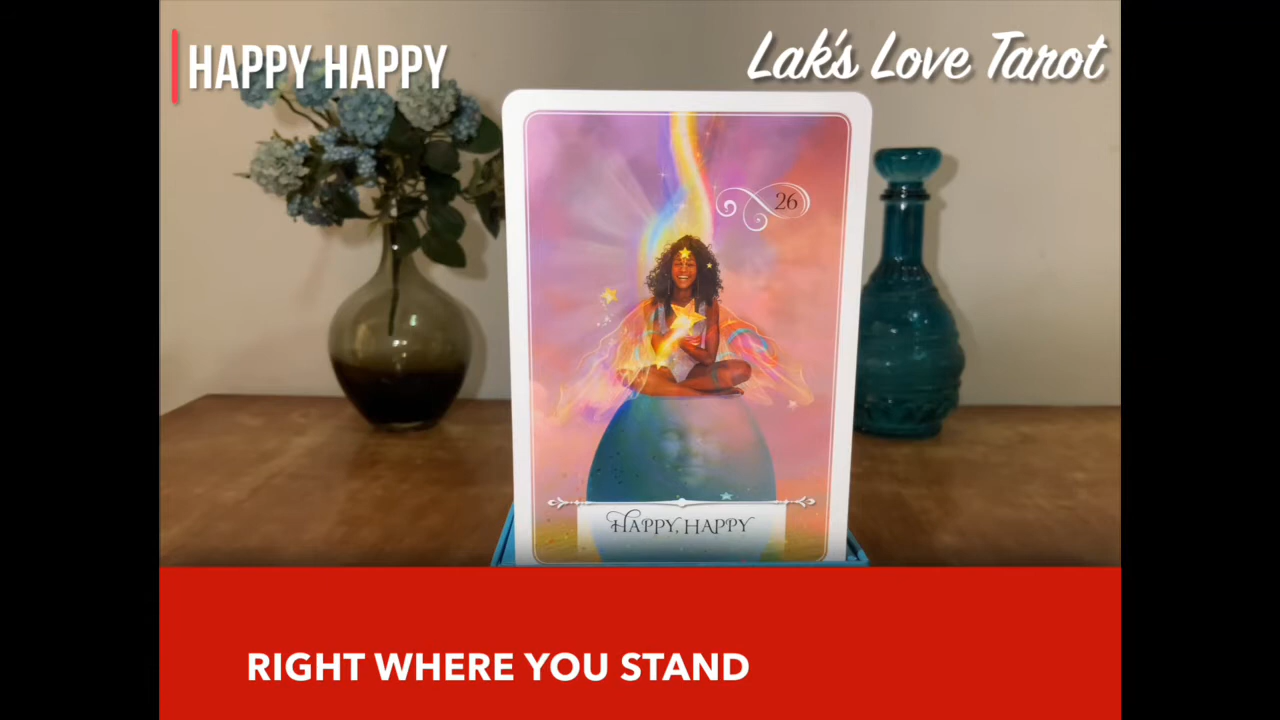 HAPPY HAPPY
Lak's Love Tarot
26
HAPPY, HAPPY
RIGHT WHERE YOU STAND